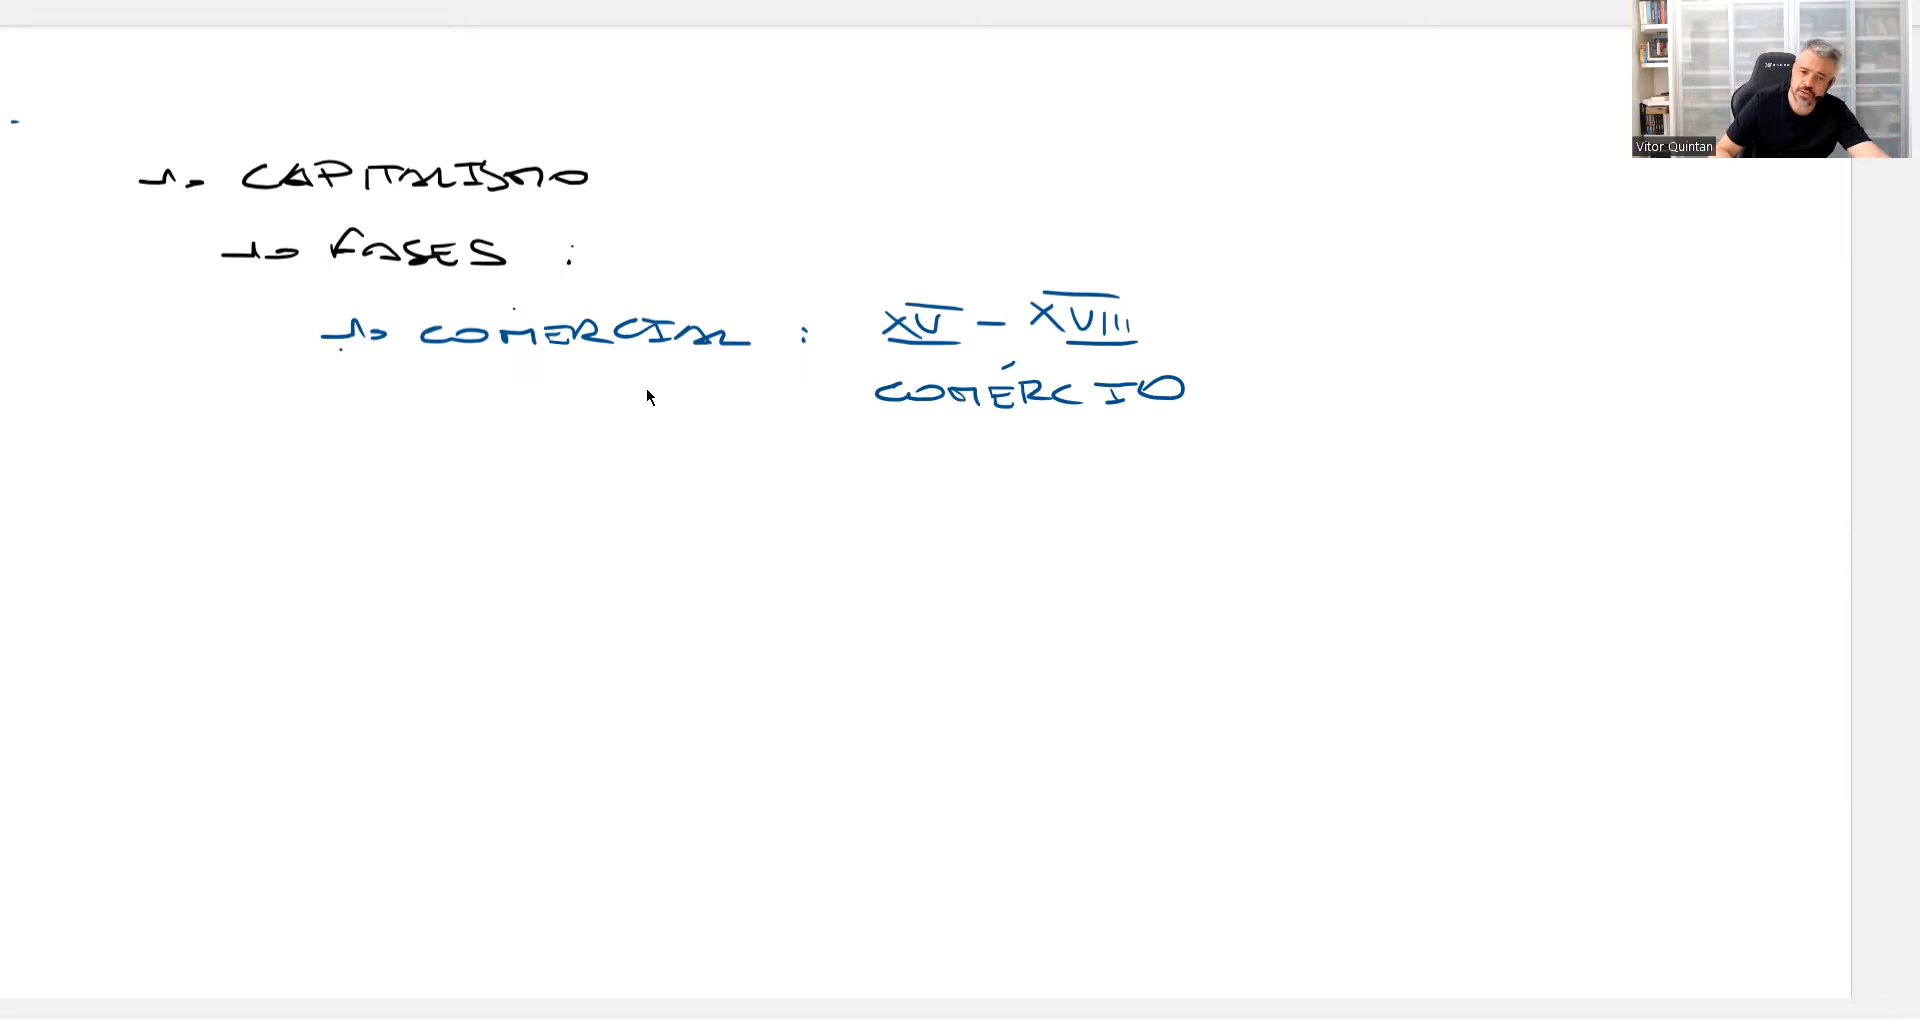 Vitor Quintan
→ CAPITALISMO
→ FASES :
→ COMERCIAL : XV - XVIII
COMÉRCIO